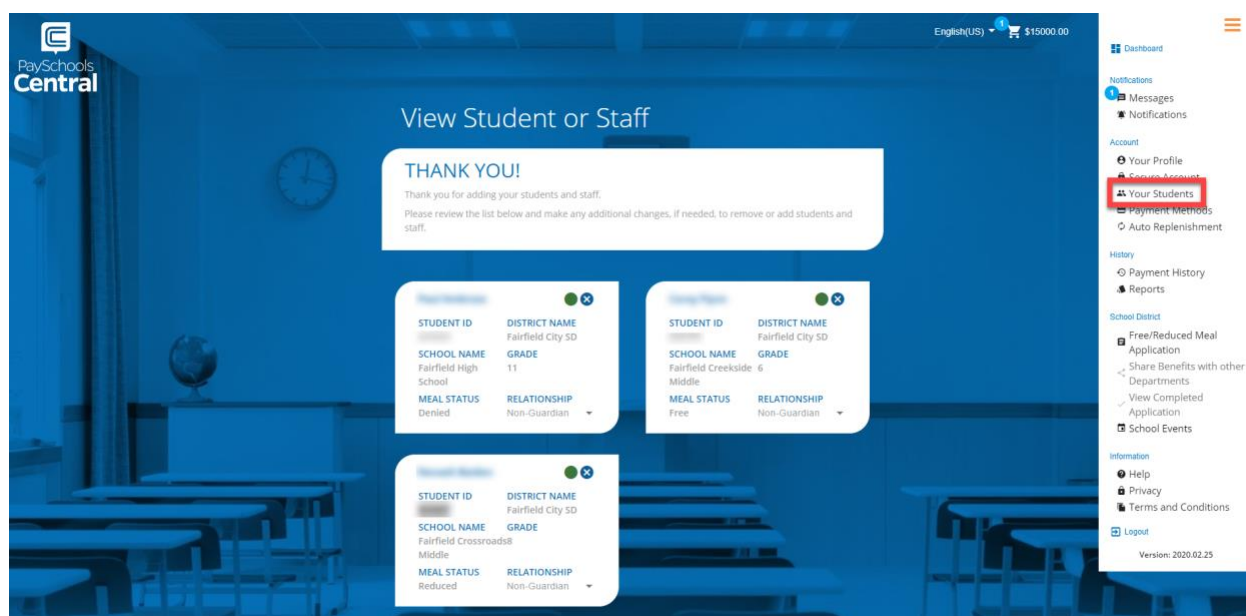 PaySchools
Central
English(US)
1
$15000.00
View Student or Staff
THANK YOU!
Thank you for adding your students and staff.
Please review the list below and make any additional changes, if needed, to remove or add students and
staff.
STUDENT ID DISTRICT NAME
Fairfield City SD
SCHOOL NAME GRADE
Fairfield High 11
School
MEAL STATUS RELATIONSHIP
Denied Non-Guardian
STUDENT ID DISTRICT NAME
Fairfield City SD
SCHOOL NAME GRADE
Fairfield Creekside 6
Middle
MEAL STATUS RELATIONSHIP
Free Non-Guardian
STUDENT ID DISTRICT NAME
Fairfield City SD
SCHOOL NAME GRADE
Fairfield Crossroads8
Middle
MEAL STATUS RELATIONSHIP
Reduced Non-Guardian
Dashboard
Notifications
1
Messages
Notifications
Account
Your Profile
Secure Account
Your Students
Payment Methods
Auto Replenishment
History
Payment History
Reports
School District
Free/Reduced Meal
Application
Share Benefits with other
Departments
View Completed
Application
School Events
Information
Help
Privacy
Terms and Conditions
Logout
Version: 2020.02.25